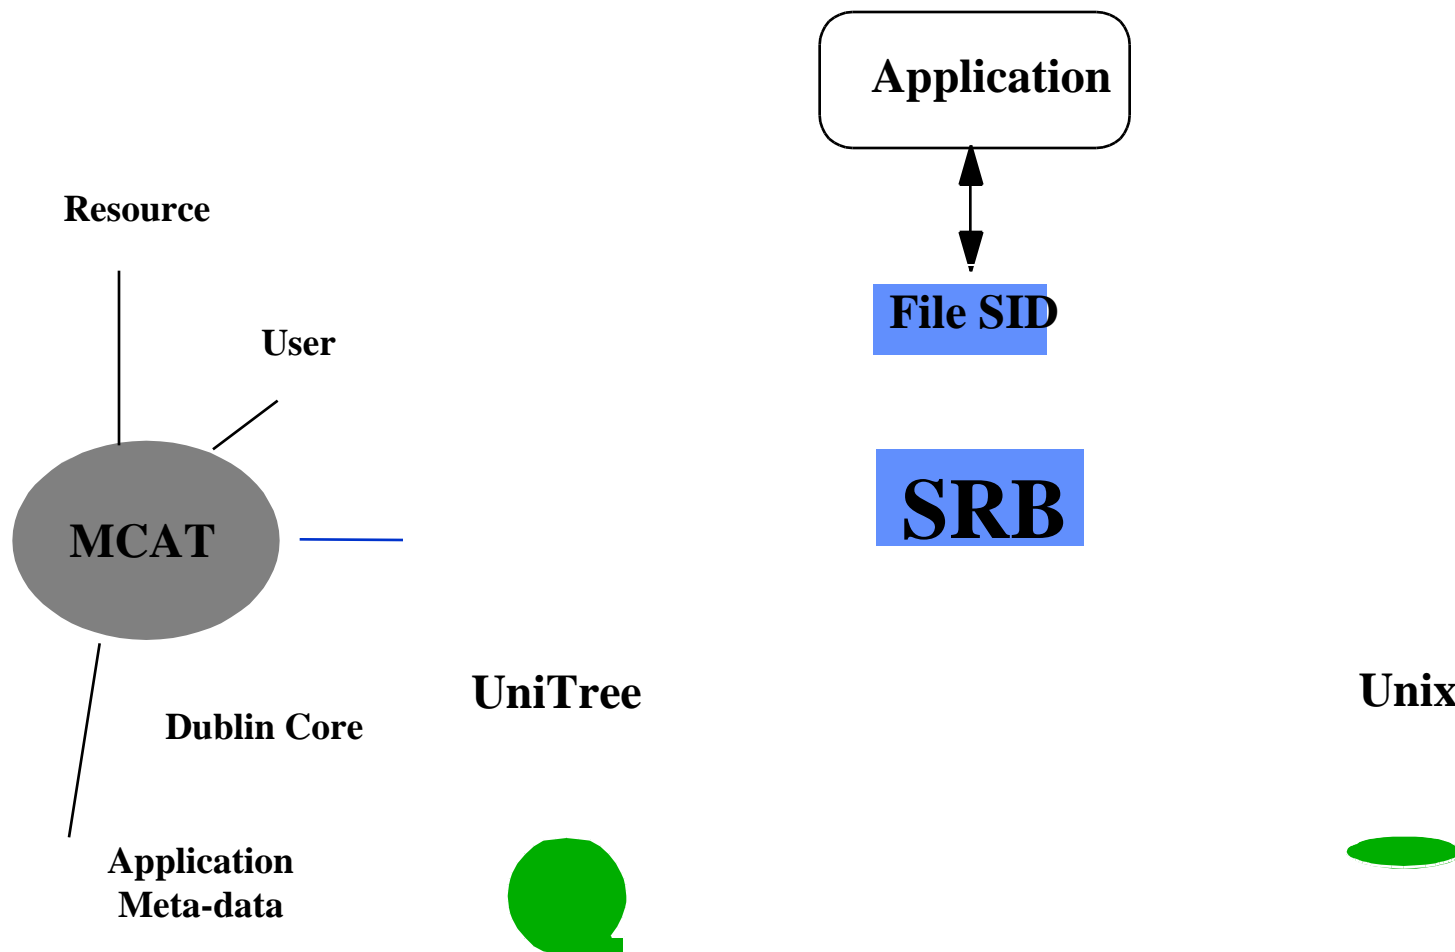 Application
Resource
File SID
User
SRB
MCAT
UniTree
Unix
Dublin Core
Application
Meta-data